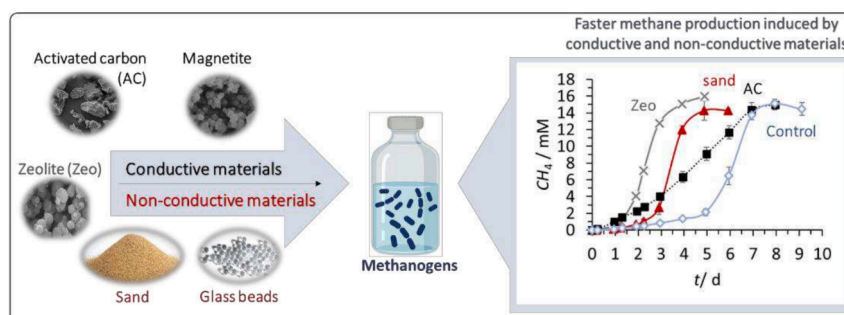 Faster methane production induced by
conductive and non-conductive materials
Activated carbon
(AC)
Magnetite
Zeolite (Zeo)
Conductive materials
Non-conductive materials
Sand
Glass beads
Methanogens
CH₄ / mM
18
16
14
12
10
8
6
4
2
0
Zeo
sand
AC
Control
0 1 2 3 4 5 6 7 8 9 10
t/ d